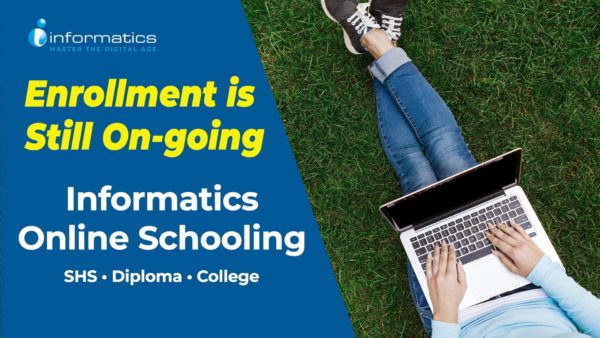 informatics
MASTER THE DIGITAL AGE
Enrollment is
Still On-going
Informatics
Online Schooling
SHS • Diploma • College